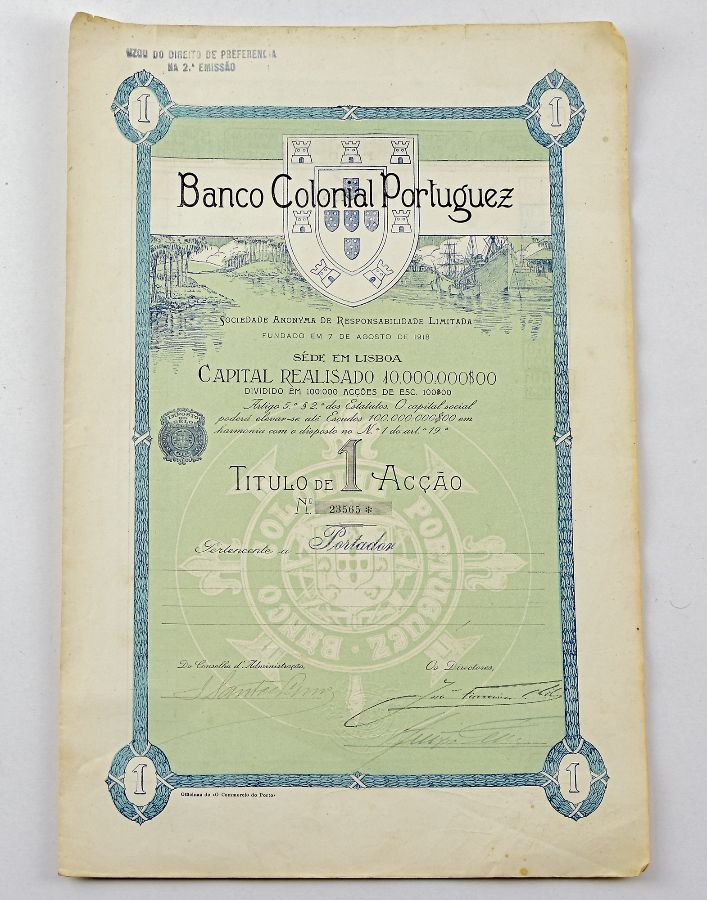 UZOU DO DIREITO DE PREFERENCIA
NA 2.ª EMISSÃO
1
1
Banco Colonial Portuguez
Sociedade Anonyma de Responsabilidade Limitada
FUNDADO EM 7 DE AGOSTO DE 1918
SÉDE EM LISBOA
CAPITAL REALISADO 10.000.000$00
DIVIDIDO EM 100.000 ACÇÕES DE ESC. 100$00
Artigo 5.º § 2.º dos Estatutos. O capital social
poderá elevar-se até Escudos 100.000.000$00 em
harmonia com o disposto no N.º 1 do art.º 19.º
TITULO DE 1 ACÇÃO
Nº 23565 *
Pertencente a Portador
BANCO COLONIAL PORTUGUEZ
Do Conselho d'Administração,
Os Directores,
1
1
Officinas do «O Commercio do Porto»